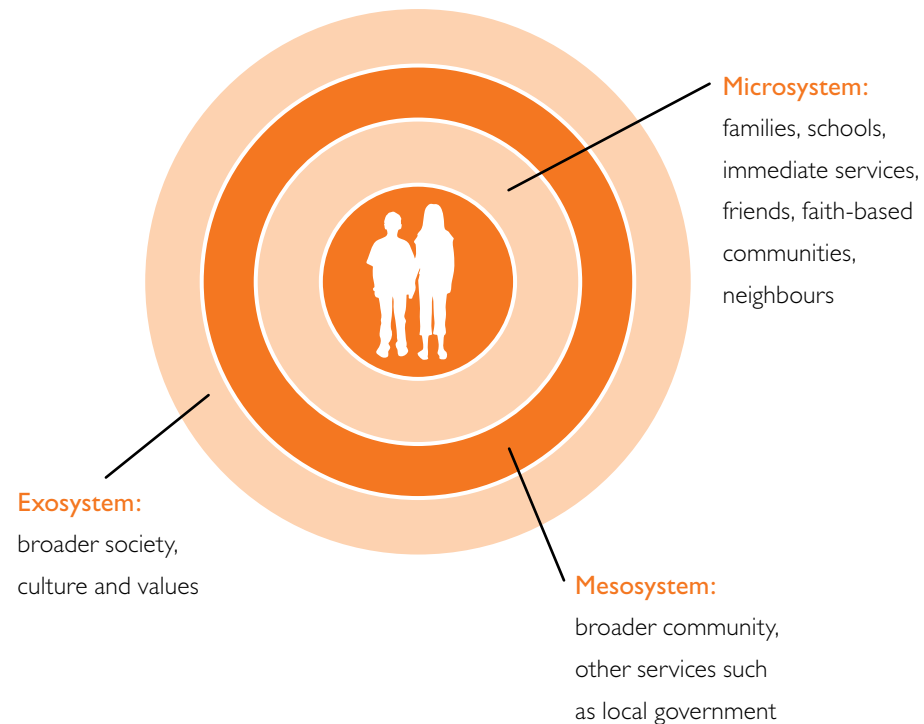 Microsystem:
families, schools,
immediate services,
friends, faith-based
communities,
neighbours
Exosystem:
broader society,
culture and values
Mesosystem:
broader community,
other services such
as local government